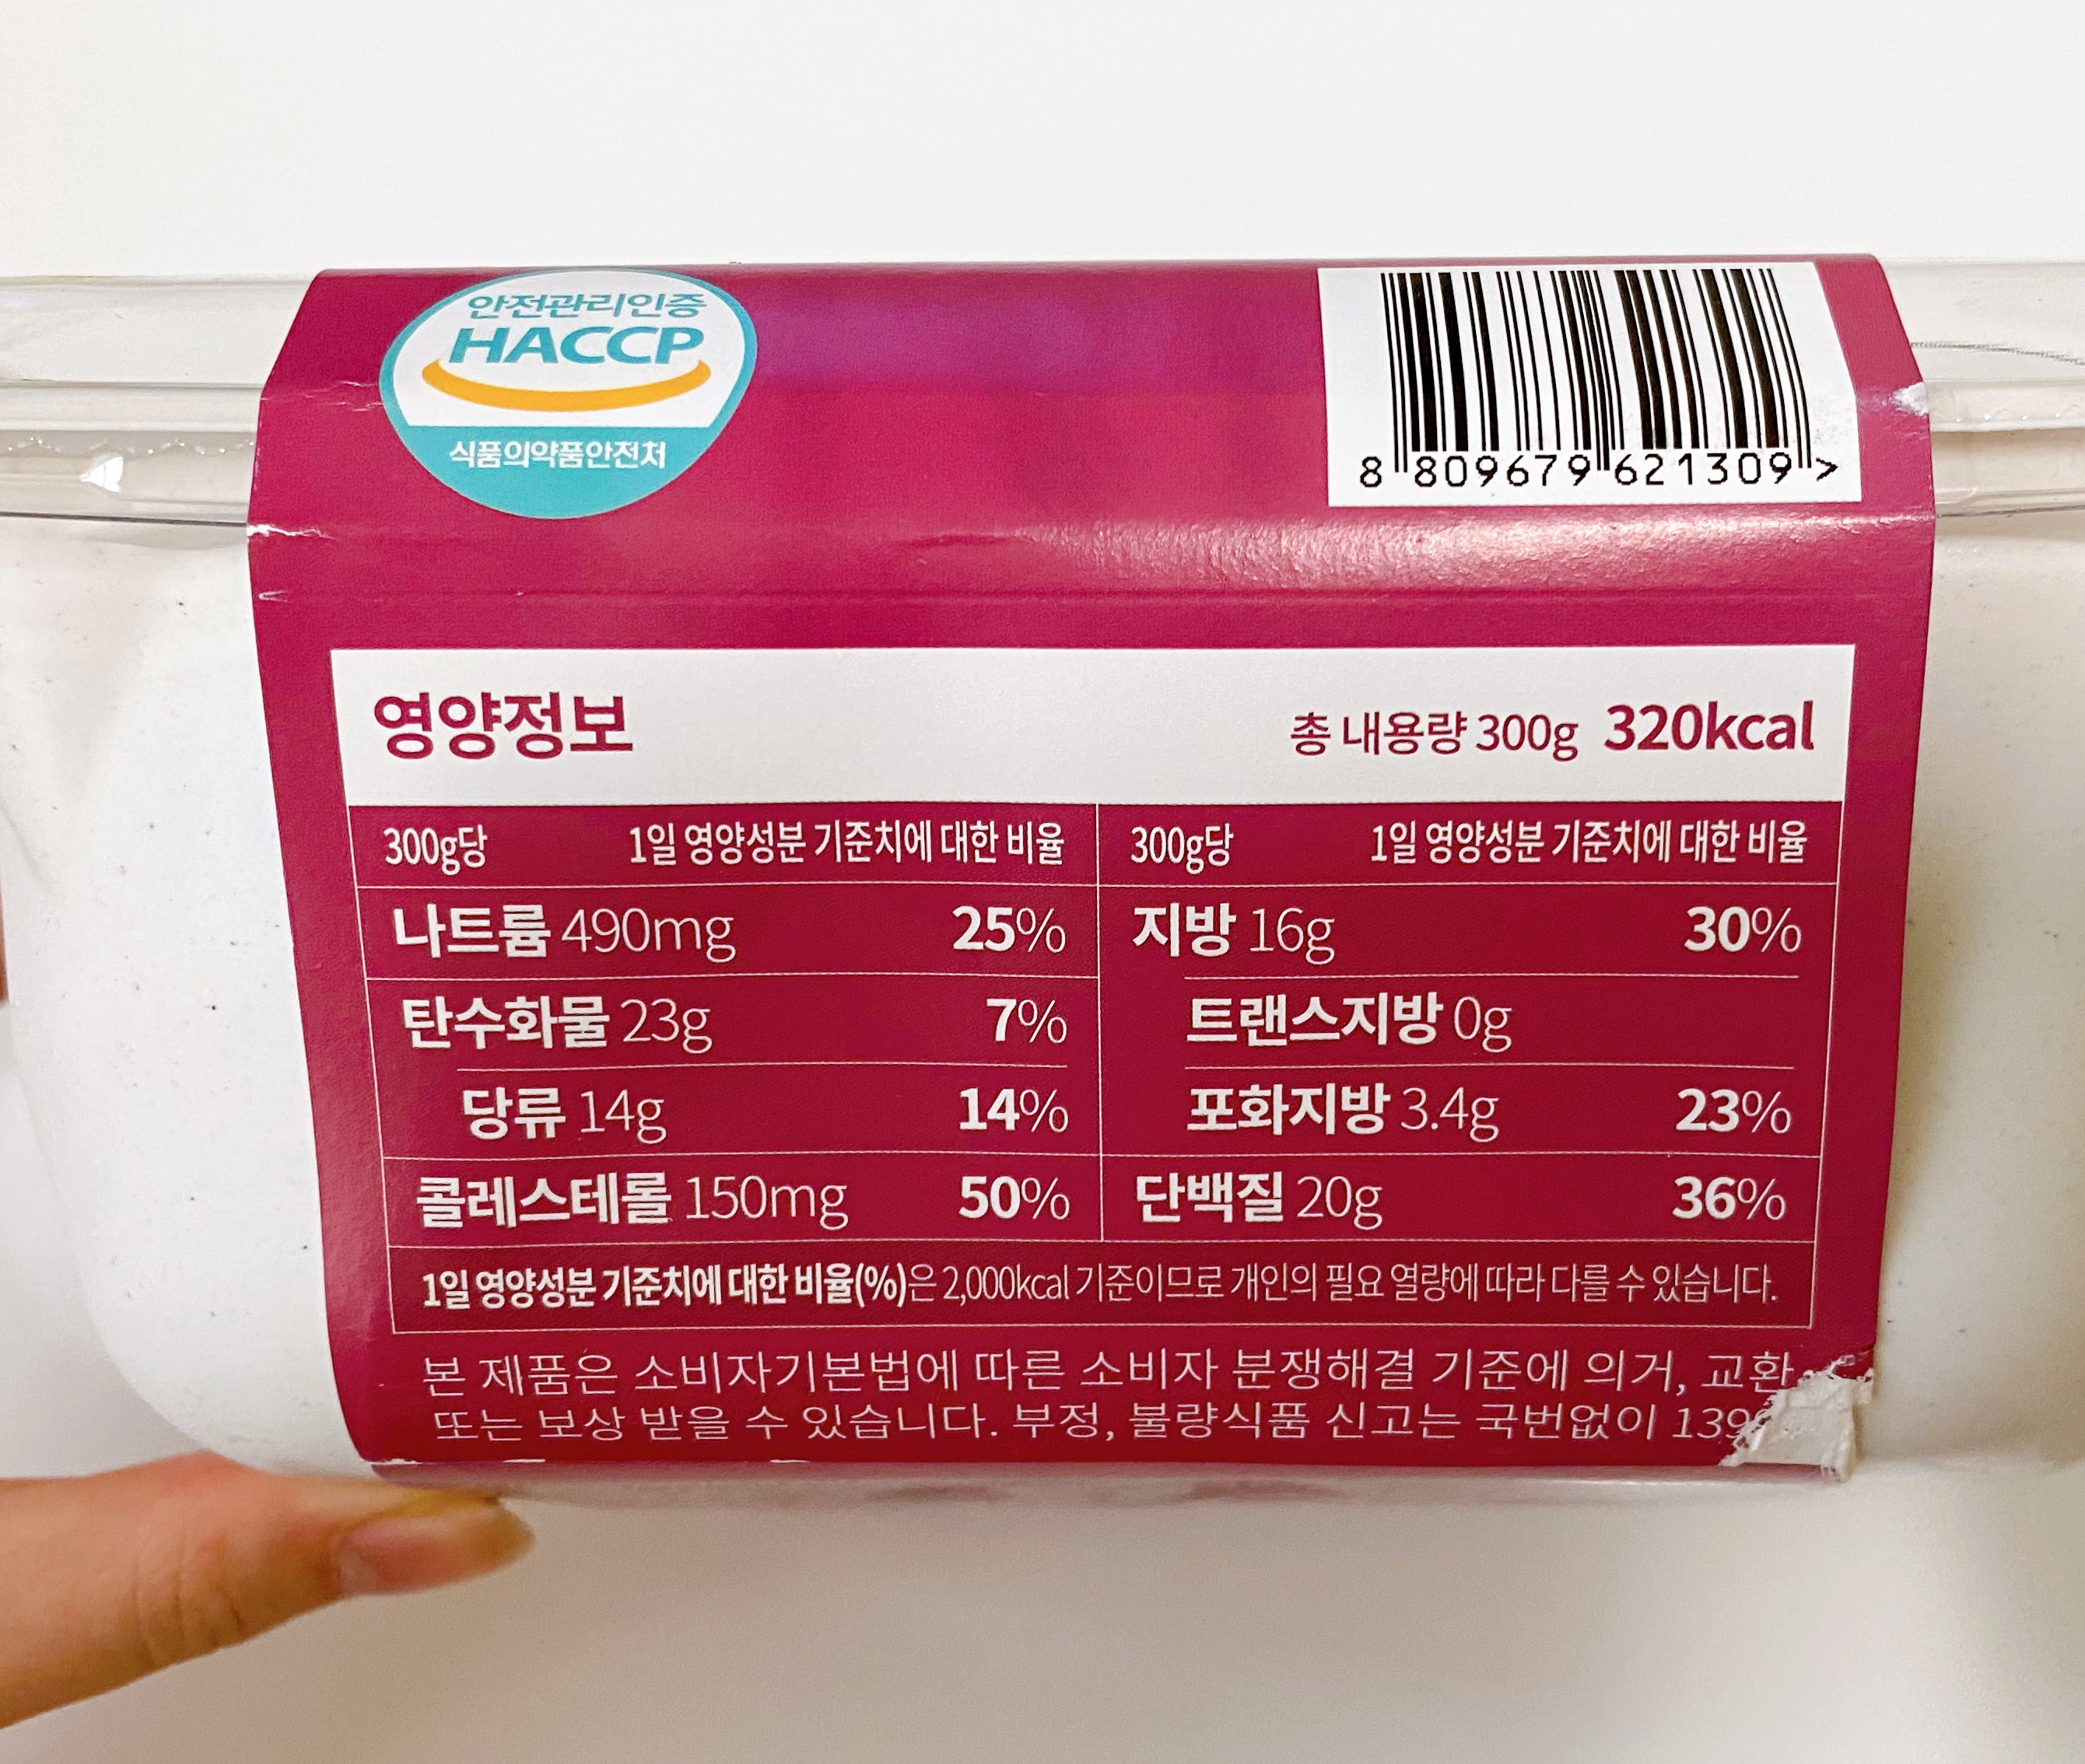 안전관리인증
HACCP
식품의약품안전처
8 809679 621309 >
영양정보
총 내용량 300g 320kcal
300g당 1일 영양성분 기준치에 대한 비율
나트륨 490mg 25%
탄수화물 23g 7%
당류 14g 14%
콜레스테롤 150mg 50%
300g당 1일 영양성분 기준치에 대한 비율
지방 16g 30%
트랜스지방 0g
포화지방 3.4g 23%
단백질 20g 36%
1일 영양성분 기준치에 대한 비율(%)은 2,000kcal 기준이므로 개인의 필요 열량에 따라 다를 수 있습니다.
본 제품은 소비자기본법에 따른 소비자 분쟁해결 기준에 의거, 교환
또는 보상 받을 수 있습니다. 부정, 불량식품 신고는 국번없이